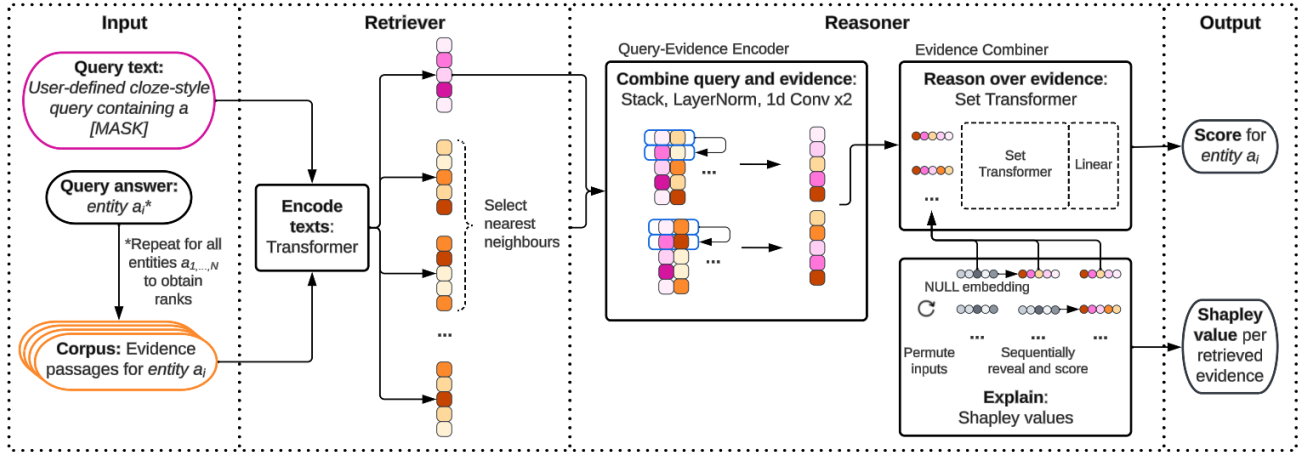 Input
Retriever
Reasoner
Output
Query text:
User-defined cloze-style
query containing a
[MASK]
Query answer:
entity aᵢ*
*Repeat for all
entities a₁,...,N
to obtain
ranks
Corpus: Evidence
passages for entity aᵢ
Encode
texts:
Transformer
Select
nearest
neighbours
...
Query-Evidence Encoder
Combine query and evidence:
Stack, LayerNorm, 1d Conv x2
...
...
Evidence Combiner
Reason over evidence:
Set Transformer
Set
Transformer
Linear
...
NULL embedding
...
...
...
Permute
inputs
Sequentially
reveal and score
Explain:
Shapley values
Score for
entity aᵢ
Shapley
value per
retrieved
evidence